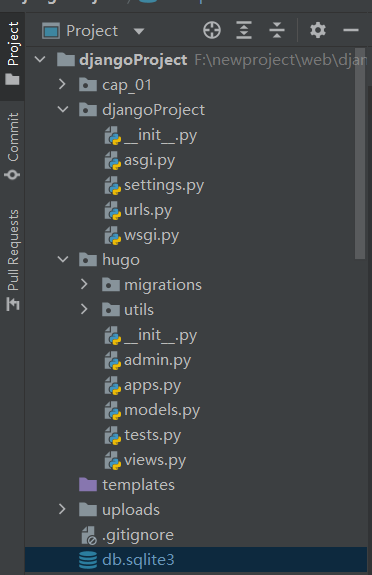 Project
djangoProject F:\newproject\web\djan
cap_01
djangoProject
__init__.py
asgi.py
settings.py
urls.py
wsgi.py
hugo
migrations
utils
__init__.py
admin.py
apps.py
models.py
tests.py
views.py
templates
uploads
.gitignore
db.sqlite3
Project
Commit
Pull Requests